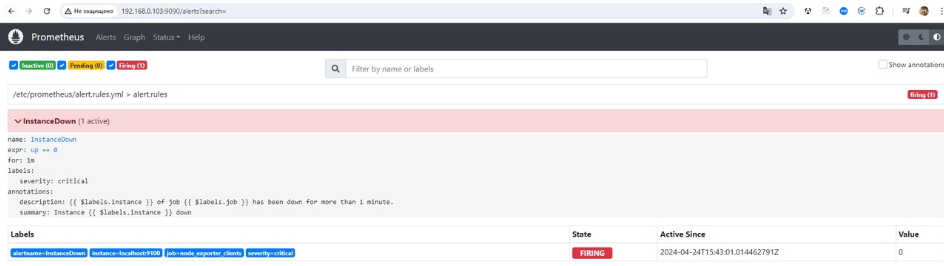 Не защищено 192.168.0.103:9090/alerts?search=
Prometheus Alerts Graph Status Help
Inactive (0) Pending (0) Firing (1) Filter by name or labels Show annotations
/etc/prometheus/alert.rules.yml > alert.rules firing (1)
InstanceDown (1 active)
name: InstanceDown
expr: up == 0
for: 1m
labels:
severity: critical
annotations:
description: {{ $labels.instance }} of job {{ $labels.job }} has been down for more than 1 minute.
summary: Instance {{ $labels.instance }} down
Labels State Active Since Value
alertname=InstanceDown instance=localhost:9100 job=node_exporter_clients severity=critical FIRING 2024-04-24T15:43:01.014462791Z 0